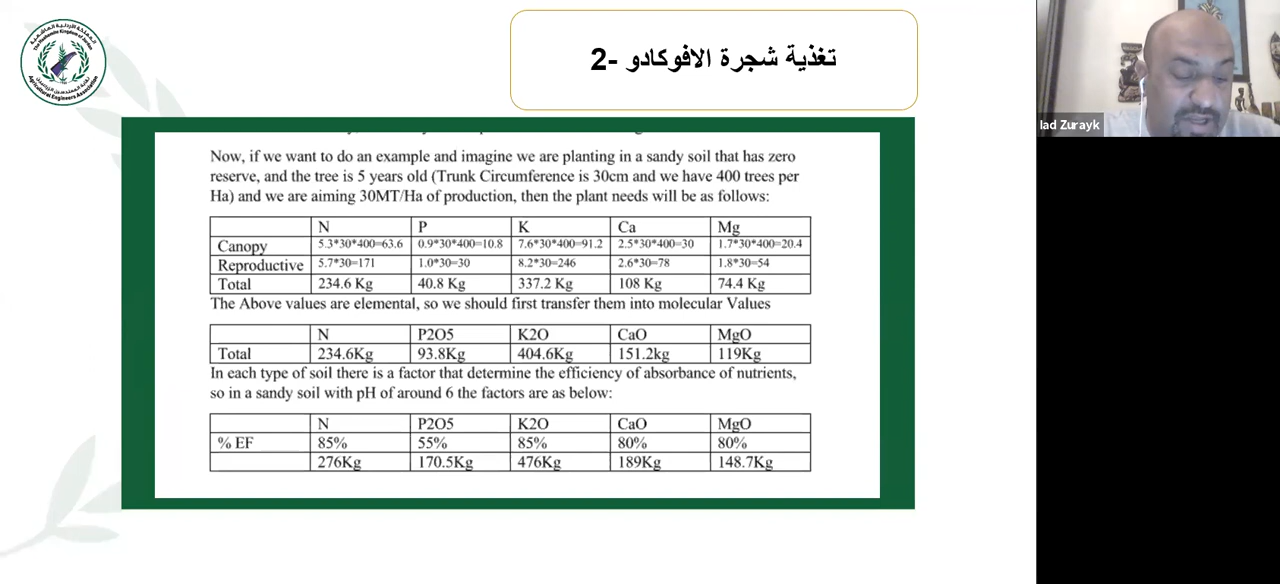 تغذية شجرة الافوكادو -2
lad Zurayk
Now, if we want to do an example and imagine we are planting in a sandy soil that has zero
reserve, and the tree is 5 years old (Trunk Circumference is 30cm and we have 400 trees per
Ha) and we are aiming 30MT/Ha of production, then the plant needs will be as follows:
N P K Ca Mg
Canopy 5.3*30*400=63.6 0.9*30*400=10.8 7.6*30*400=91.2 2.5*30*400=30 1.7*30*400=20.4
Reproductive 5.7*30=171 1.0*30=30 8.2*30=246 2.6*30=78 1.8*30=54
Total 234.6 Kg 40.8 Kg 337.2 Kg 108 Kg 74.4 Kg
The Above values are elemental, so we should first transfer them into molecular Values
N P2O5 K2O CaO MgO
Total 234.6Kg 93.8Kg 404.6Kg 151.2kg 119Kg
In each type of soil there is a factor that determine the efficiency of absorbance of nutrients,
so in a sandy soil with pH of around 6 the factors are as below:
N P2O5 K2O CaO MgO
% EF 85% 55% 85% 80% 80%
276Kg 170.5Kg 476Kg 189Kg 148.7Kg